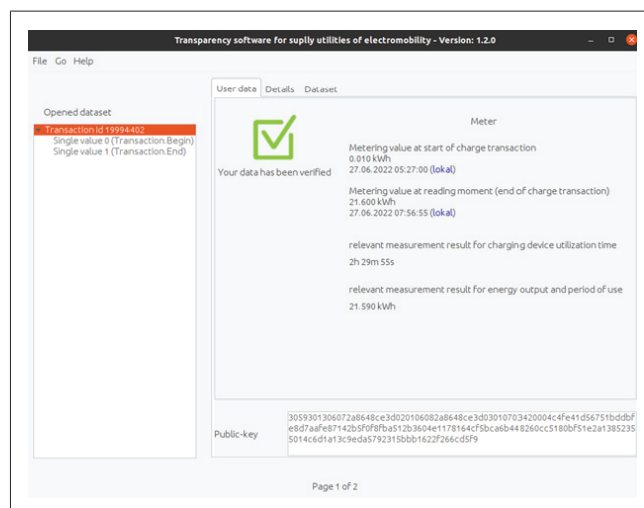 Transparency software for suplly utilities of electromobility - Version: 1.2.0
File Go Help
User data Details Dataset
Opened dataset
Transaction Id 19994402
Single value 0 (Transaction.Begin)
Single value 1 (Transaction.End)
Your data has been verified
Meter
Metering value at start of charge transaction
0.010 kWh
27.06.2022 05:27:00 (lokal)
Metering value at reading moment (end of charge transaction)
21.600 kWh
27.06.2022 07:56:55 (lokal)
relevant measurement result for charging device utilization time
2h 29m 55s
relevant measurement result for energy output and period of use
21.590 kWh
Public-key
3059301306072a8648ce3d020106082a8648ce3d03010703420004c4fe41d56751bddbf
e8d7aafe87142b5f0f8fba512b3604e1178164cf5bca6b448260cc5180bf51e2a1385235
5014c6d1a13c9eda5792315bbb1622f266cd5f9
Page 1 of 2